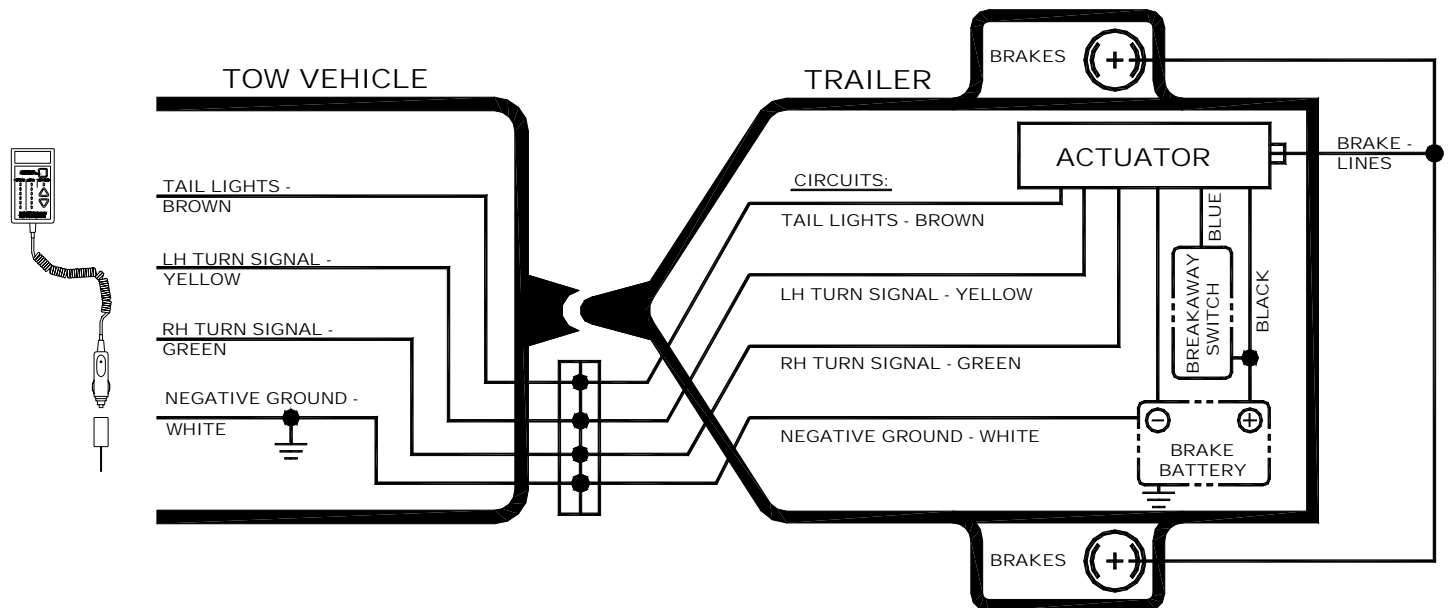 TOW VEHICLE
TAIL LIGHTS -
BROWN
LH TURN SIGNAL -
YELLOW
RH TURN SIGNAL -
GREEN
NEGATIVE GROUND -
WHITE
TRAILER
BRAKES
ACTUATOR
BRAKE -
LINES
CIRCUITS:
TAIL LIGHTS - BROWN
LH TURN SIGNAL - YELLOW
RH TURN SIGNAL - GREEN
NEGATIVE GROUND - WHITE
BLUE
BREAKAWAY
SWITCH
BLACK
BRAKE
BATTERY
BRAKES